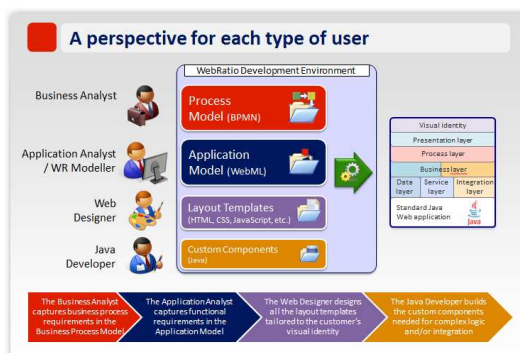 A perspective for each type of user
WebRatio Development Environment
Business Analyst
Process
Model (BPMN)
Application Analyst
/ WR Modeller
Application
Model (WebML)
Web
Designer
Layout Templates
(HTML, CSS, JavaScript, etc.)
Java
Developer
Custom Components
(Java)
Visual identity
Presentation layer
Process layer
Business layer
Data
layer
Service
layer
Integration
layer
Standard Java
Web application
Java
The Business Analyst
captures business process
requirements in the
Business Process Model
The Application Analyst
captures functional
requirements in the
Application Model
The Web Designer designs
all the layout templates
tailored to the customer's
visual identity
The Java Developer builds
the custom components
needed for complex logic
and/or integration